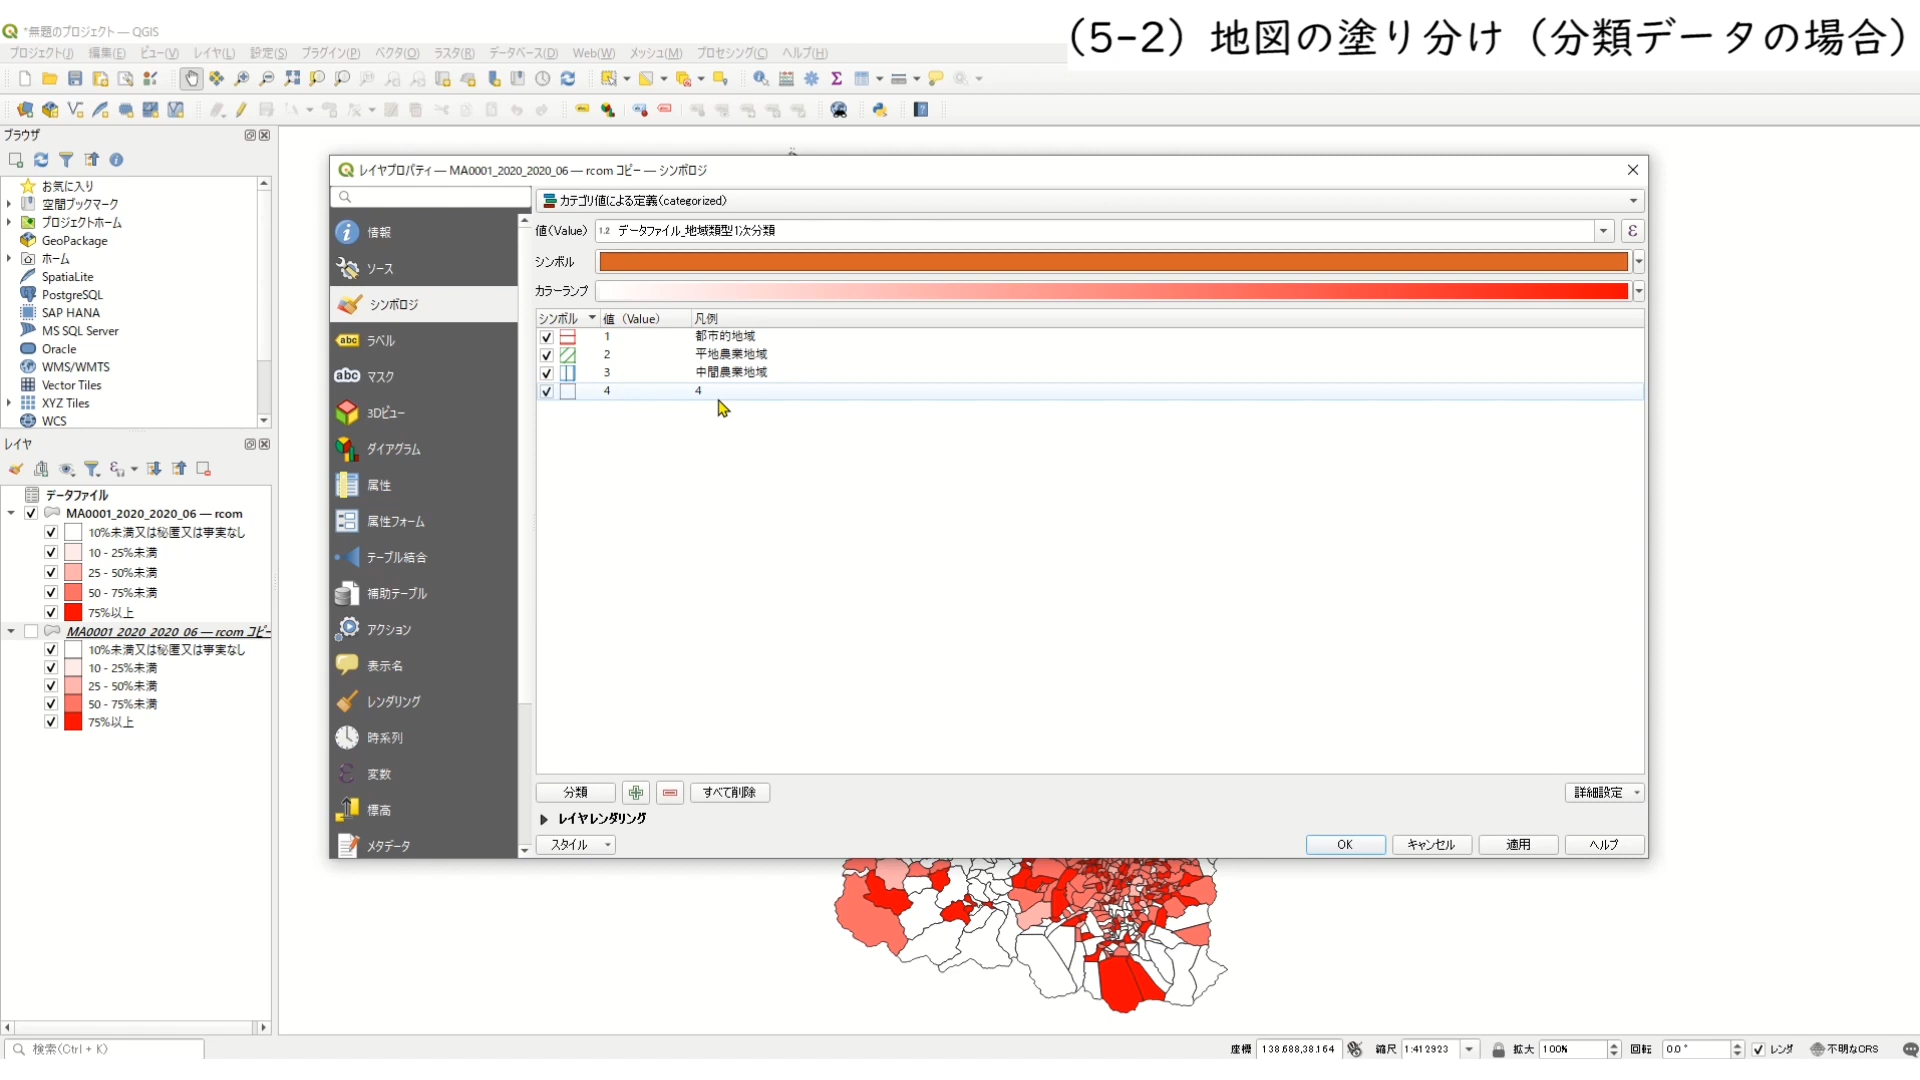 (5-2) 地図の塗り分け（分類データの場合）
*無題のプロジェクト — QGIS
プロジェクト(J) 編集(E) ビュー(V) レイヤ(L) 設定(S) プラグイン(P) ベクタ(O) ラスタ(R) データベース(D) Web(W) メッシュ(M) プロセシング(C) ヘルプ(H)
ブラウザ
お気に入り
空間ブックマーク
プロジェクトホーム
GeoPackage
ホーム
SpatiaLite
PostgreSQL
SAP HANA
MS SQL Server
Oracle
WMS/WMTS
Vector Tiles
XYZ Tiles
WCS
レイヤ
データファイル
MA0001_2020_2020_06 — rcom
10%未満又は秘匿又は事実なし
10 - 25%未満
25 - 50%未満
50 - 75%未満
75%以上
MA0001_2020_2020_06 — rcom コピー
10%未満又は秘匿又は事実なし
10 - 25%未満
25 - 50%未満
50 - 75%未満
75%以上
検索(Ctrl + K)
レイヤプロパティ — MA0001_2020_2020_06 — rcom コピー — シンボロジ
情報
ソース
シンボロジ
abc ラベル
abc マスク
3Dビュー
ダイアグラム
属性
属性フォーム
テーブル結合
補助テーブル
アクション
表示名
レンダリング
時系列
変数
標高
メタデータ
カテゴリ値による定義(categorized)
値(Value) 1.2 データファイル_地域類型1次分類 ε
シンボル
カラーランプ
シンボル 値 (Value) 凡例
1 都市的地域
2 平地農業地域
3 中間農業地域
4 4
分類 すべて削除 詳細設定
レイヤレンダリング
スタイル OK キャンセル 適用 ヘルプ
座標 138.688,38.164 縮尺 1:412923 拡大 100% 回転 0.0 ° レンダ 不明なCRS